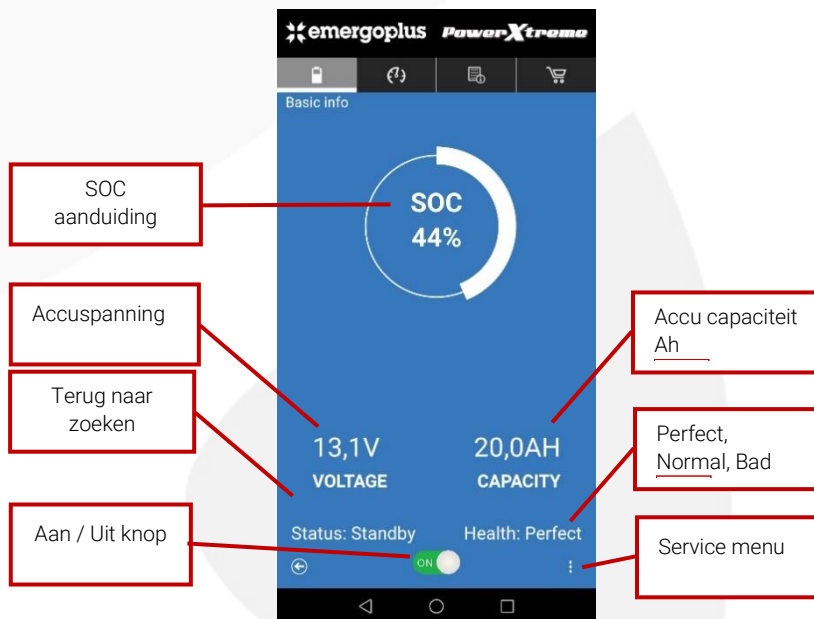 emergoplus PowerXtreme
Basic info
SOC
44%
SOC
aanduiding
Accuspanning
Accu capaciteit
Ah
Terug naar
zoeken
13,1V
VOLTAGE
20,0AH
CAPACITY
Perfect,
Normal, Bad
Aan / Uit knop
Status: Standby
Health: Perfect
ON
Service menu